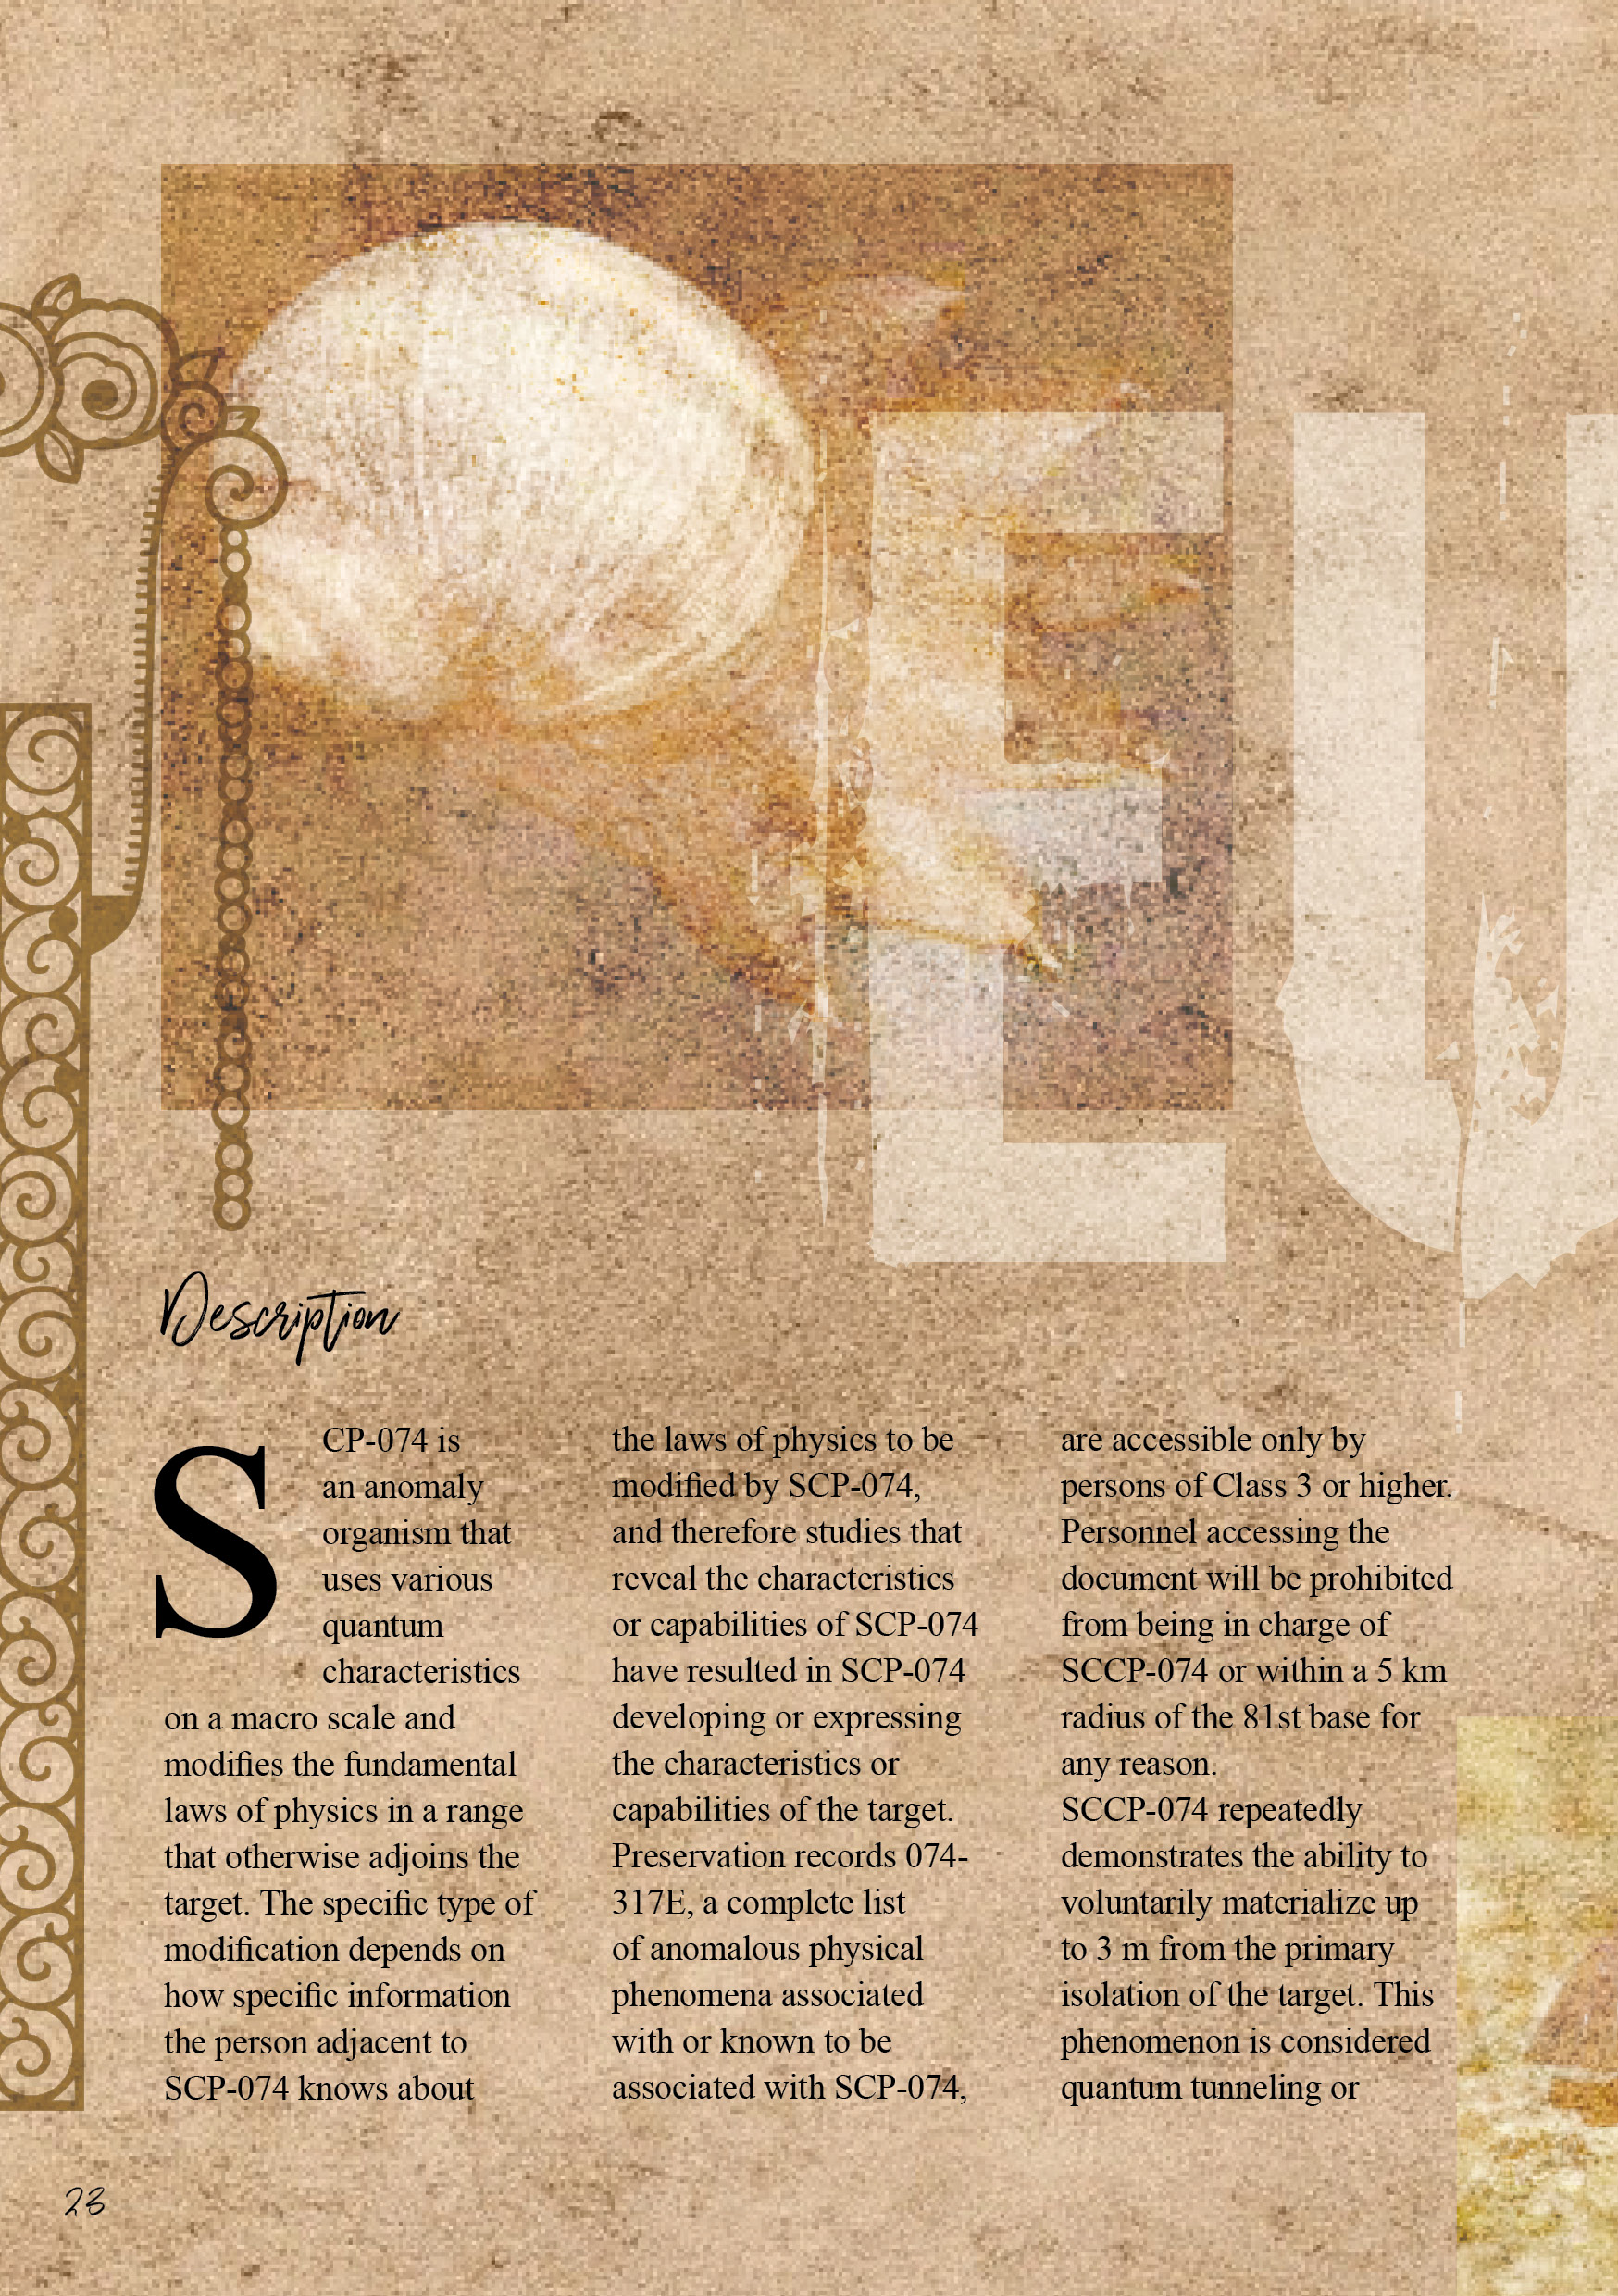 EU
Description
SCP-074 is
an anomaly
organism that
uses various
quantum
characteristics
on a macro scale and
modifies the fundamental
laws of physics in a range
that otherwise adjoins the
target. The specific type of
modification depends on
how specific information
the person adjacent to
SCP-074 knows about
the laws of physics to be
modified by SCP-074,
and therefore studies that
reveal the characteristics
or capabilities of SCP-074
have resulted in SCP-074
developing or expressing
the characteristics or
capabilities of the target.
Preservation records 074-
317E, a complete list
of anomalous physical
phenomena associated
with or known to be
associated with SCP-074,
are accessible only by
persons of Class 3 or higher.
Personnel accessing the
document will be prohibited
from being in charge of
SCCP-074 or within a 5 km
radius of the 81st base for
any reason.
SCCP-074 repeatedly
demonstrates the ability to
voluntarily materialize up
to 3 m from the primary
isolation of the target. This
phenomenon is considered
quantum tunneling or
23